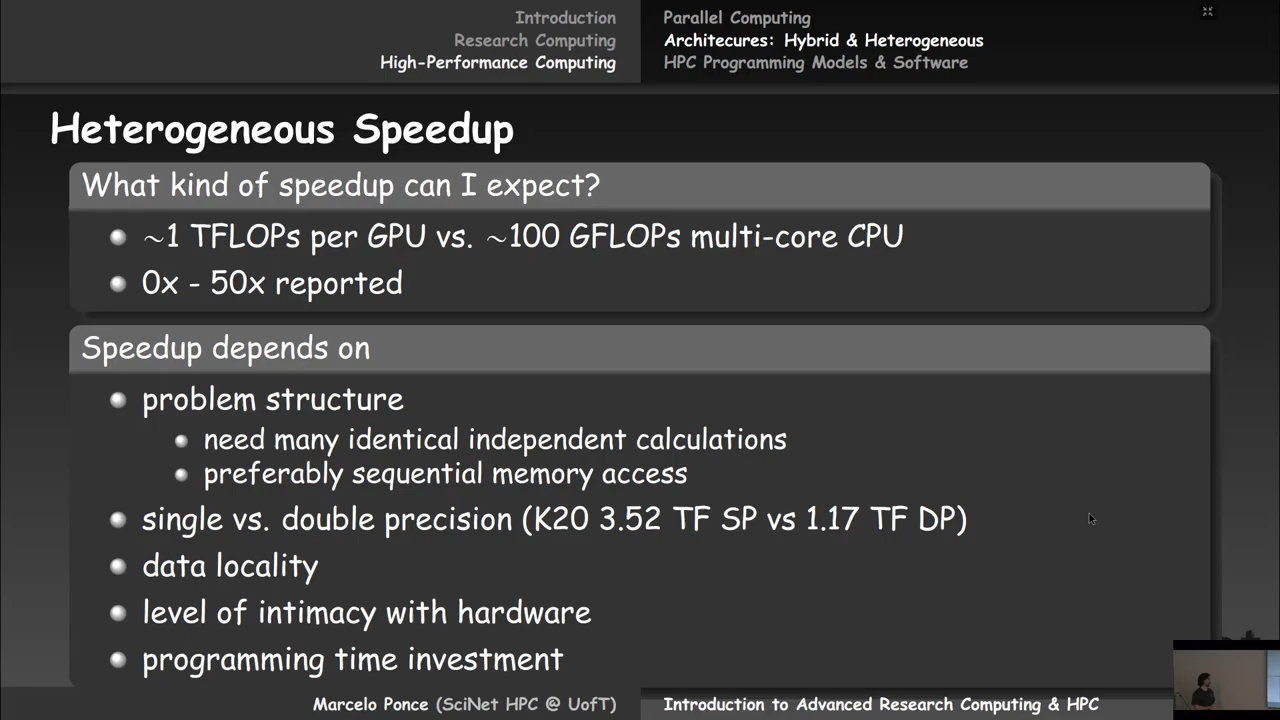 Introduction
Research Computing
High-Performance Computing
Parallel Computing
Architecures: Hybrid & Heterogeneous
HPC Programming Models & Software
Heterogeneous Speedup
What kind of speedup can I expect?
~1 TFLOPs per GPU vs. ~100 GFLOPs multi-core CPU
0x - 50x reported
Speedup depends on
problem structure
need many identical independent calculations
preferably sequential memory access
single vs. double precision (K20 3.52 TF SP vs 1.17 TF DP)
data locality
level of intimacy with hardware
programming time investment
Marcelo Ponce (SciNet HPC @ UofT)
Introduction to Advanced Research Computing & HPC